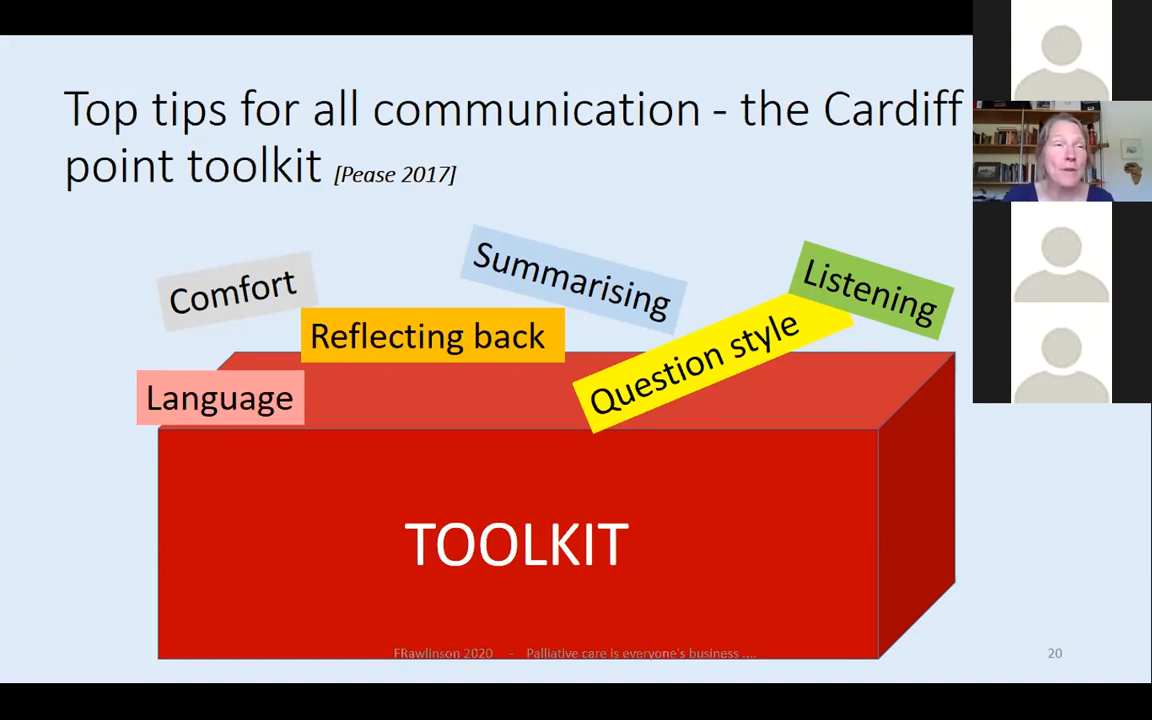 Top tips for all communication - the Cardiff
point toolkit [Pease 2017]
Summarising
Listening
Comfort
Reflecting back
Question style
Language
TOOLKIT
FRawlinson 2020 - Palliative care is everyone's business ....
20